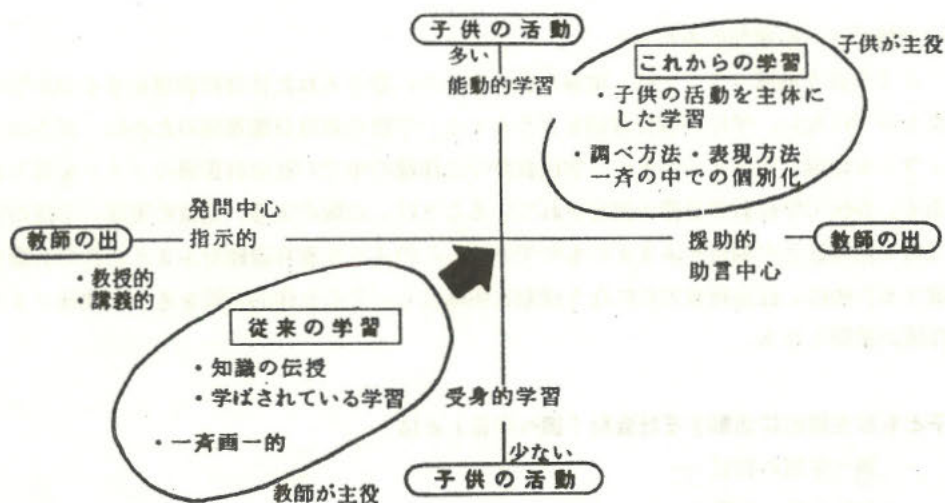 子供の活動
多い
能動的学習
子供が主役
これからの学習
・子供の活動を主体に
した学習
・調べ方法・表現方法
一斉の中での個別化
発問中心
教師の出
指示的
援助的
教師の出
助言中心
・教授的
・講義的
従来の学習
・知識の伝授
・学ばされている学習
・一斉画一的
教師が主役
受身的学習
少ない
子供の活動